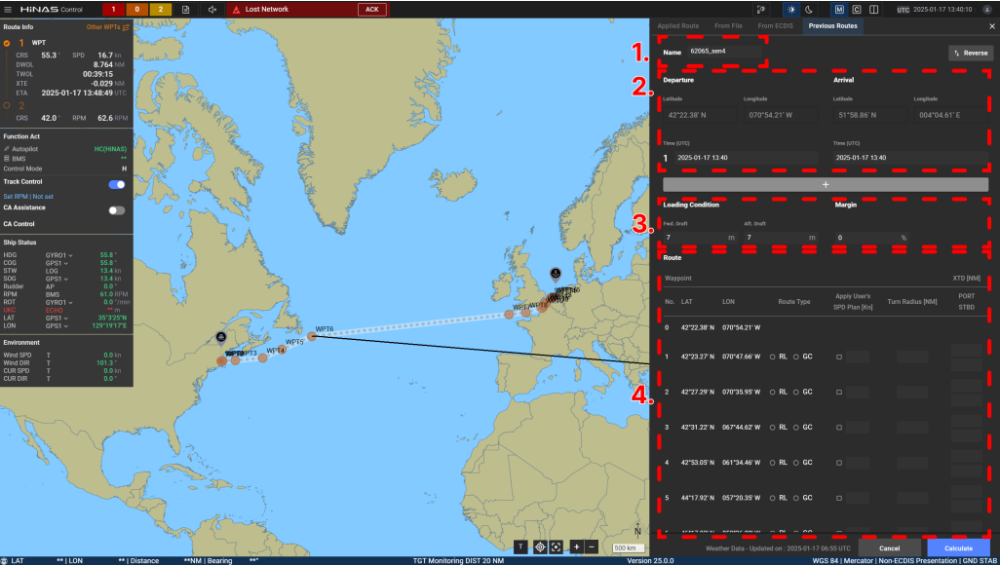 HiNAS Control
1 0 2
Lost Network
ACK
M C
UTC 2025-01-17 13:40:10
Route Info
Other WPTs
1 WPT
CRS 55.3 ° SPD 16.7 kn
DWOL 8.764 NM
TWOL 00:39:15
XTE -0.029 NM
ETA 2025-01-17 13:48:49 UTC
2
CRS 42.0 ° RPM 62.6 RPM
Function Act
Autopilot HC(HiNAS)
BMS **
Control Mode H
Track Control
Set RPM | Not set
CA Assistance
CA Control
Ship Status
HDG GYRO1 55.8 °
COG GPS1 55.8 °
STW LOG 13.4 kn
SOG GPS1 13.4 kn
Rudder AP 0.0 °
RPM BMS 61.0 RPM
ROT GYRO1 0.0 °/min
UKC ECHO ** m
LAT GPS1 35°3'25"N
LON GPS1 129°19'17"E
Environment
Wind SPD T 0.0 kn
Wind DIR T 101.3 °
CUR SPD T 0.0 kn
CUR DIR T 0.0 °
WPT3
WPT4
WPT5
WPT6
WPT7
T
+ −
500 km
N
Applied Route From File From ECDIS Previous Routes
1.
Name 62065_sen4
Reverse
2.
Departure Arrival
Latitude Longitude Latitude Longitude
42°22.38' N 070°54.21' W 51°58.86' N 004°04.61' E
Time (UTC) Time (UTC)
1 2025-01-17 13:40 2025-01-17 13:40
+
3.
Loading Condition Margin
Fwd. Draft Aft. Draft
7 m 7 m 0 %
4.
Route
Waypoint XTD [NM]
No. LAT LON Route Type Apply User's SPD Plan [Kn] Turn Radius [NM] PORT STBD
0 42°22.38' N 070°54.21' W
1 42°23.27' N 070°47.66' W RL GC
2 42°27.29' N 070°35.95' W RL GC
3 42°31.22' N 067°44.62' W RL GC
4 42°53.05' N 061°34.46' W RL GC
5 44°17.92' N 057°20.35' W RL GC
Weather Data - Updated on : 2025-01-17 06:55 UTC
Cancel
Calculate
LAT ** | LON ** | Distance **NM | Bearing **°
TGT Monitoring DIST 20 NM
Version 25.0.0
WGS 84 | Mercator | Non-ECDIS Presentation | GND STAB